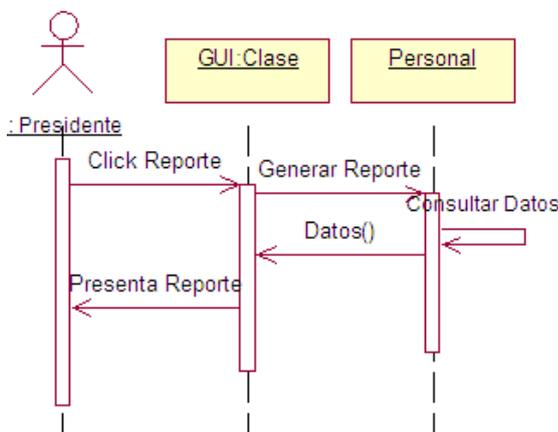 GUI:Clase
Personal
: Presidente
Click Reporte
Generar Reporte
Consultar Datos
Datos()
Presenta Reporte